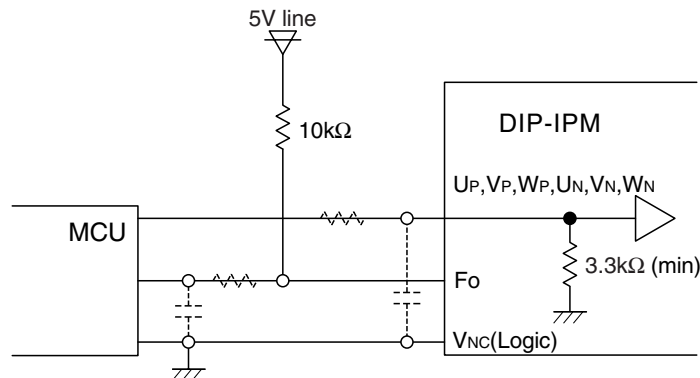 5V line
10kΩ
DIP-IPM
UP,VP,WP,UN,VN,WN
MCU
3.3kΩ (min)
Fo
VNC(Logic)